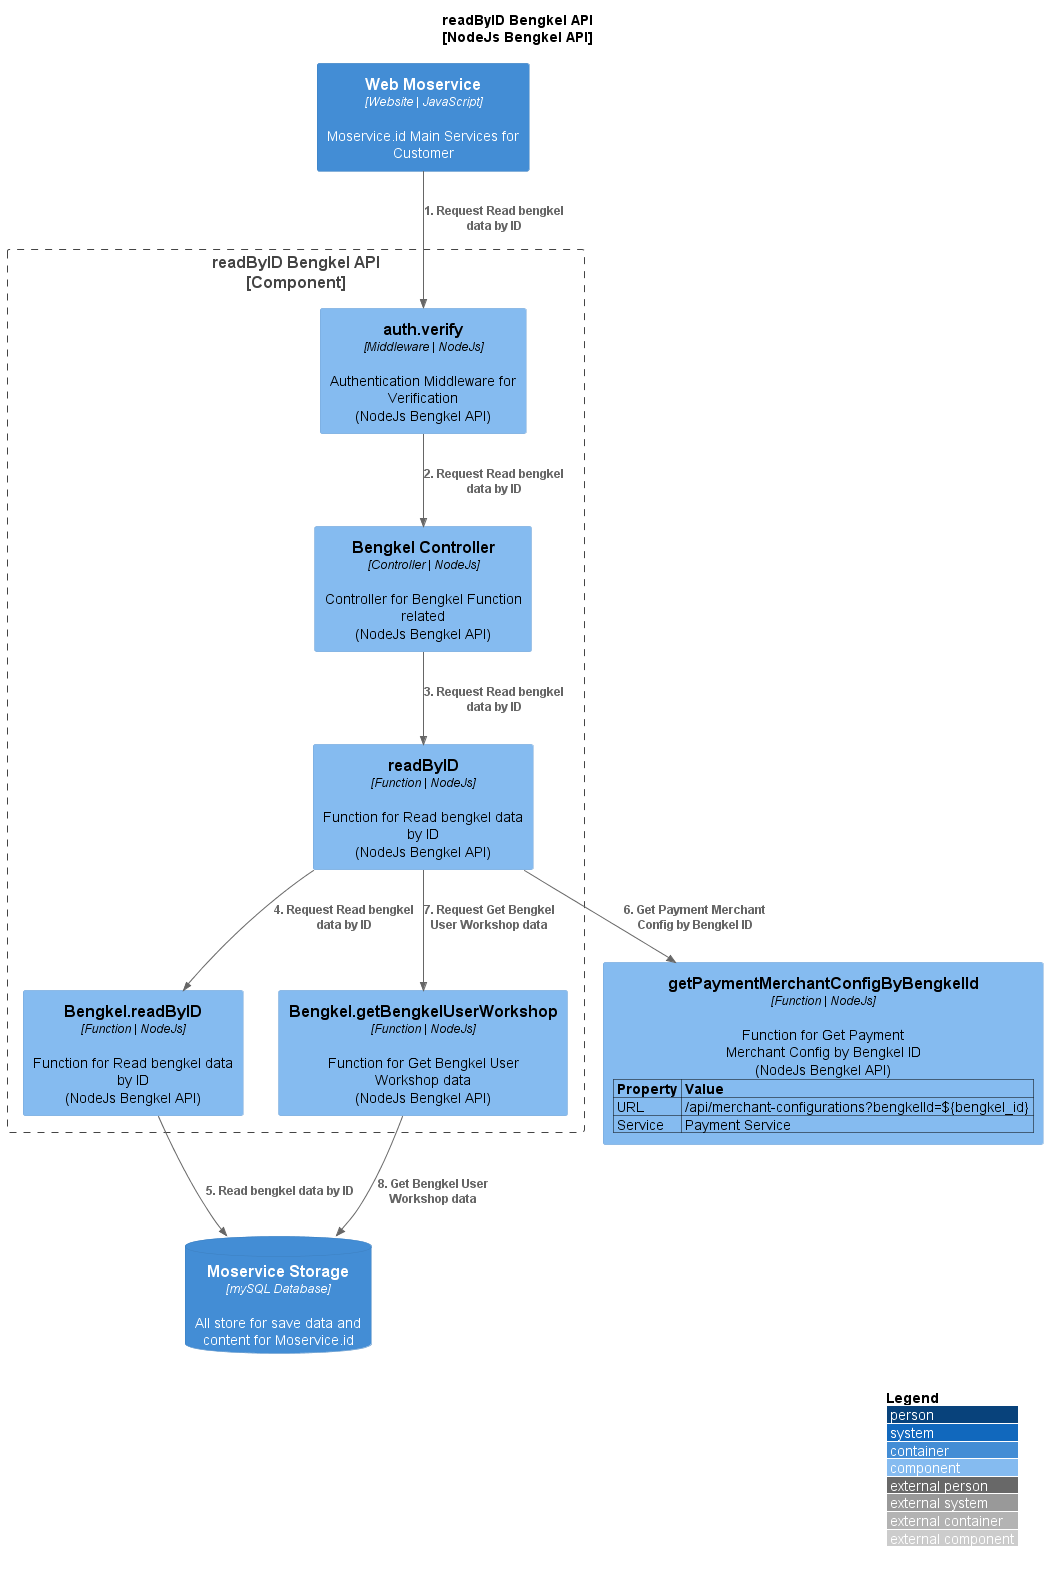 readByID Bengkel API
[NodeJs Bengkel API]
Web Moservice
[Website | JavaScript]
Moservice.id Main Services for
Customer
1. Request Read bengkel
data by ID
readByID Bengkel API
[Component]
auth.verify
[Middleware | NodeJs]
Authentication Middleware for
Verification
(NodeJs Bengkel API)
2. Request Read bengkel
data by ID
Bengkel Controller
[Controller | NodeJs]
Controller for Bengkel Function
related
(NodeJs Bengkel API)
3. Request Read bengkel
data by ID
readByID
[Function | NodeJs]
Function for Read bengkel data
by ID
(NodeJs Bengkel API)
4. Request Read bengkel
data by ID
7. Request Get Bengkel
User Workshop data
6. Get Payment Merchant
Config by Bengkel ID
Bengkel.readByID
[Function | NodeJs]
Function for Read bengkel data
by ID
(NodeJs Bengkel API)
Bengkel.getBengkelUserWorkshop
[Function | NodeJs]
Function for Get Bengkel User
Workshop data
(NodeJs Bengkel API)
getPaymentMerchantConfigByBengkelId
[Function | NodeJs]
Function for Get Payment
Merchant Config by Bengkel ID
(NodeJs Bengkel API)
Property Value
URL /api/merchant-configurations?bengkelId=${bengkel_id}
Service Payment Service
5. Read bengkel data by ID
8. Get Bengkel User
Workshop data
Moservice Storage
[mySQL Database]
All store for save data and
content for Moservice.id
Legend
person
system
container
component
external person
external system
external container
external component